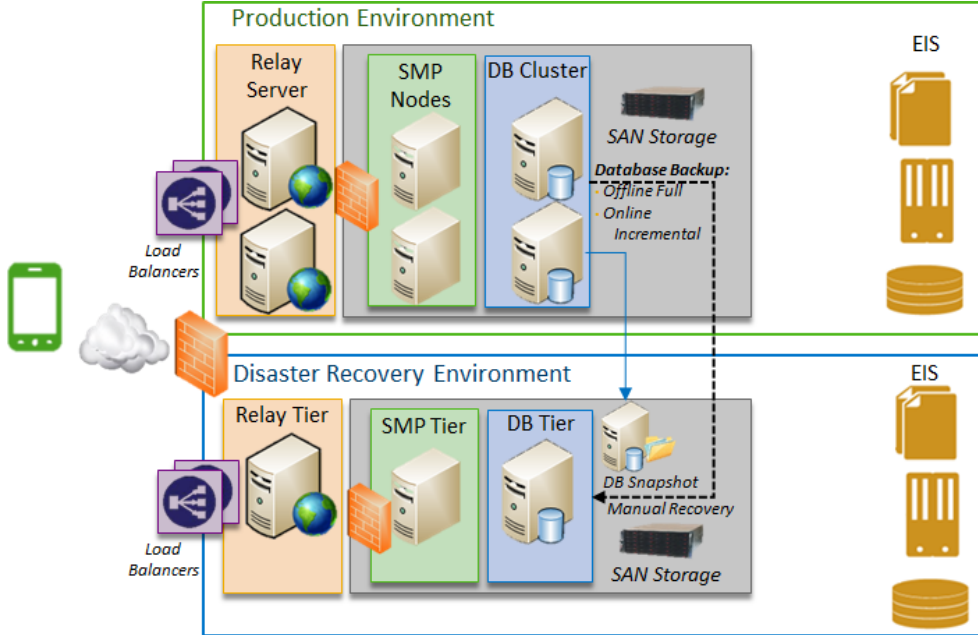 Production Environment
Relay
Server
SMP
Nodes
DB Cluster
EIS
SAN Storage
Database Backup:
· Offline Full
· Online
Incremental
Load
Balancers
Disaster Recovery Environment
EIS
Relay Tier
SMP Tier
DB Tier
DB Snapshot
Manual Recovery
SAN Storage
Load
Balancers